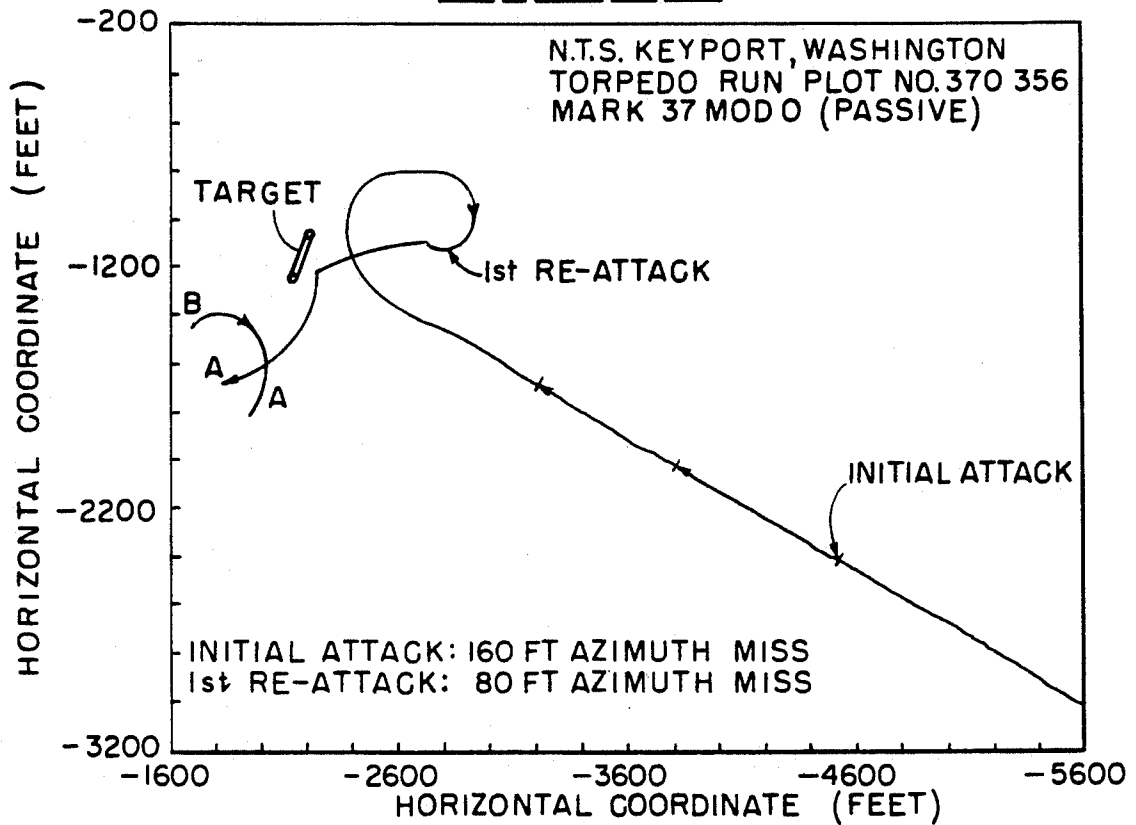 -200
N.T.S. KEYPORT, WASHINGTON
TORPEDO RUN PLOT NO. 370 356
MARK 37 MOD O (PASSIVE)
HORIZONTAL COORDINATE (FEET)
TARGET
-1200
1st RE-ATTACK
B
A
A
-2200
INITIAL ATTACK
INITIAL ATTACK: 160 FT AZIMUTH MISS
1st RE-ATTACK: 80 FT AZIMUTH MISS
-3200
-1600 -2600 -3600 -4600 -5600
HORIZONTAL COORDINATE (FEET)